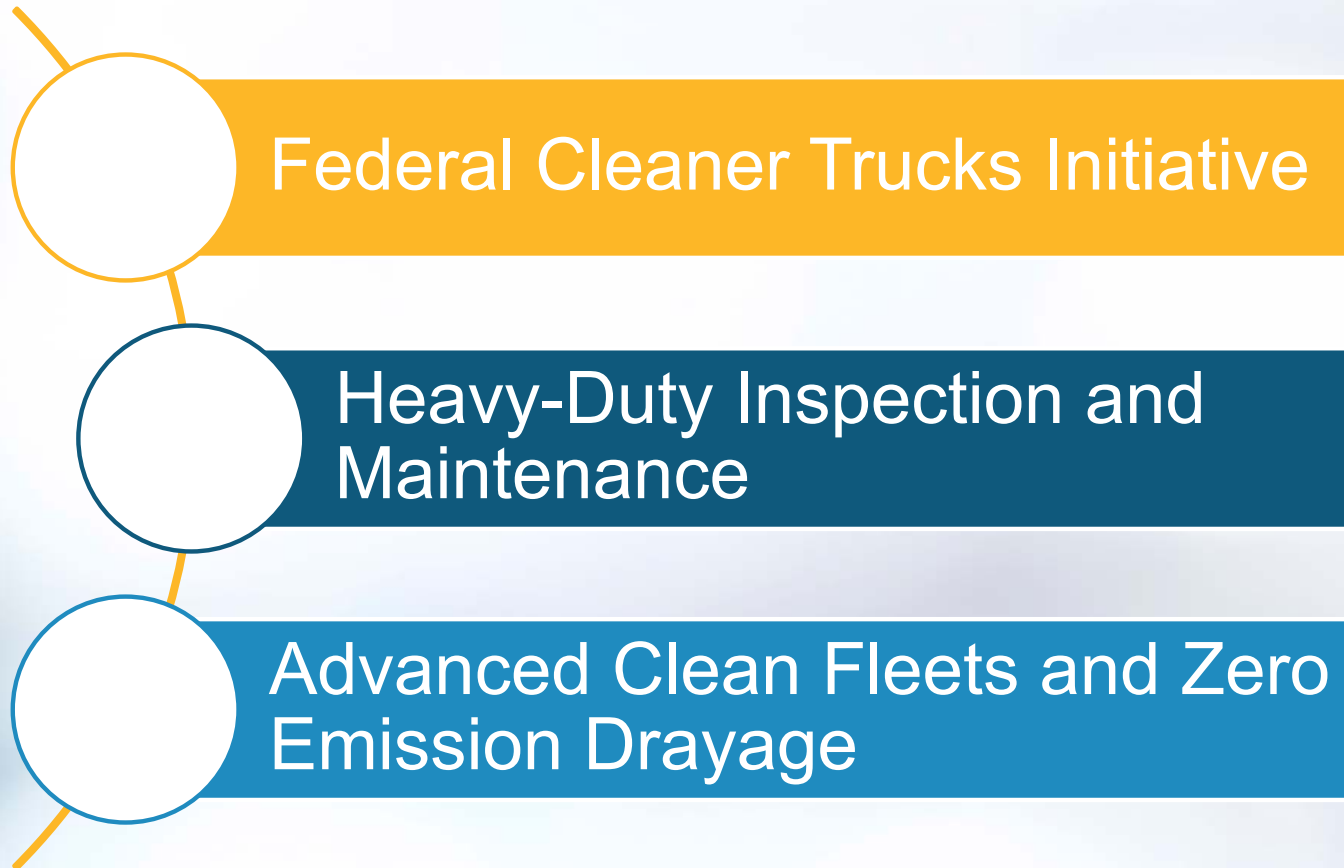 Federal Cleaner Trucks Initiative
Heavy-Duty Inspection and
Maintenance
Advanced Clean Fleets and Zero
Emission Drayage